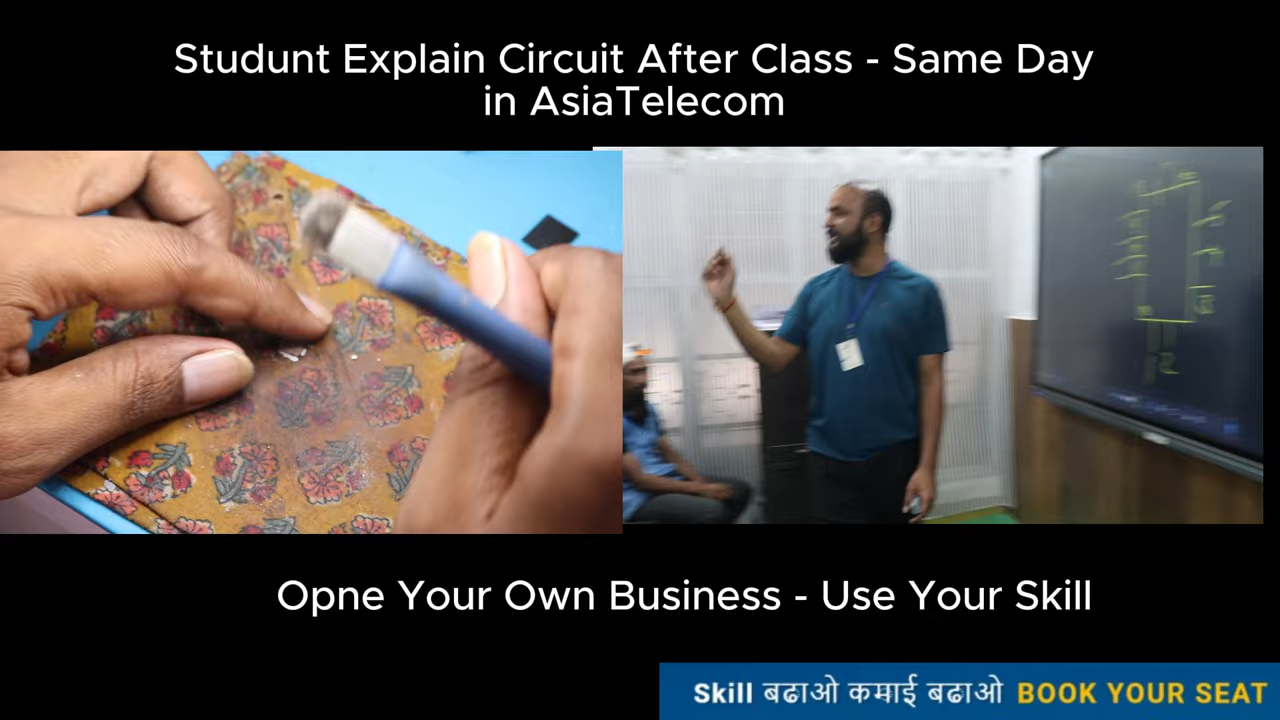 Studunt Explain Circuit After Class - Same Day
in AsiaTelecom
Opne Your Own Business - Use Your Skill
Skill बढाओ कमाई बढाओ BOOK YOUR SEAT